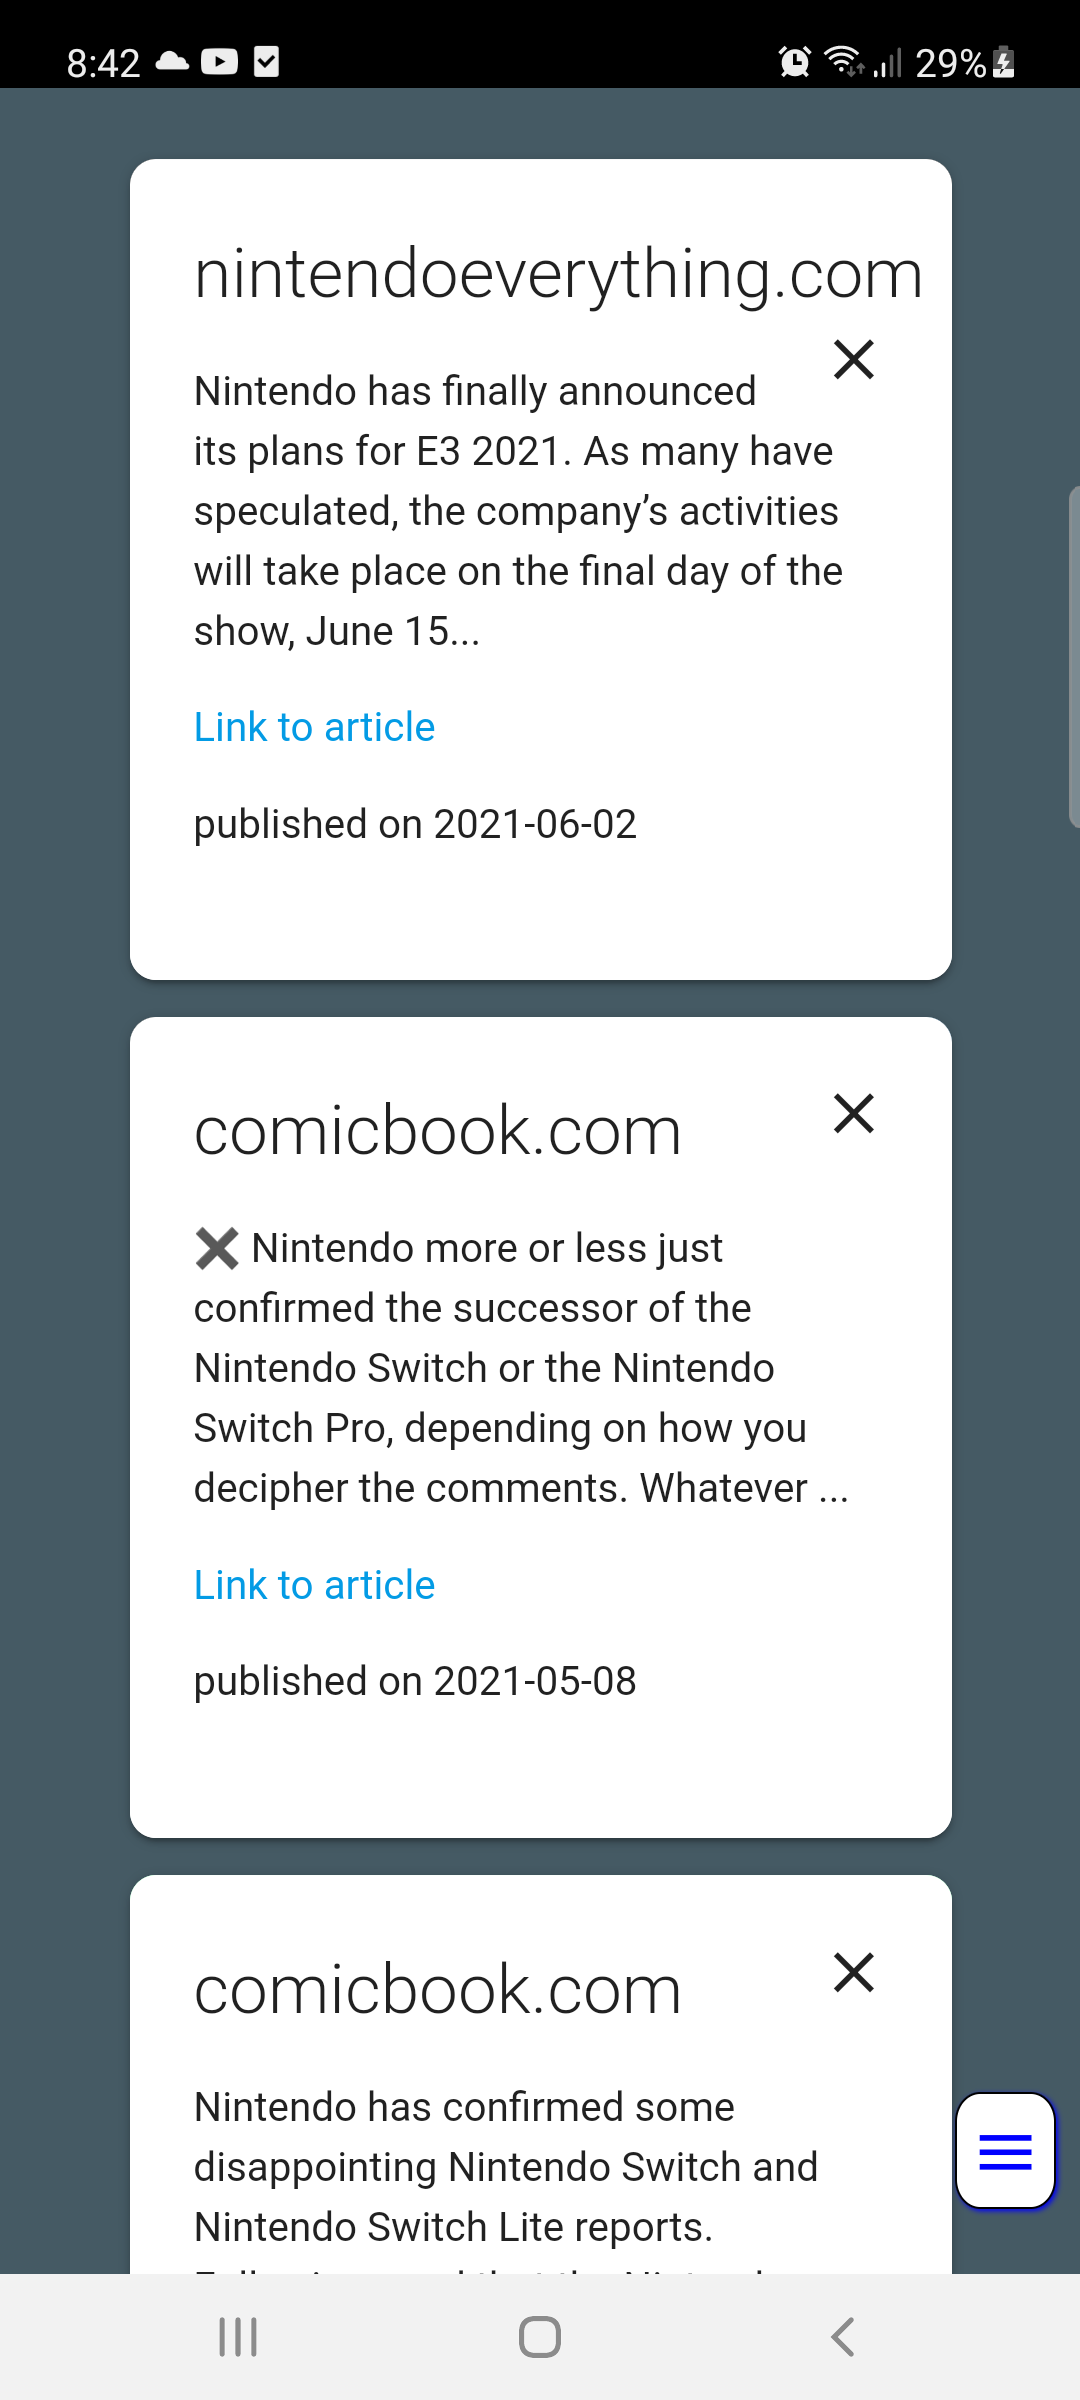 8:42
29%
nintendoeverything.com
Nintendo has finally announced
its plans for E3 2021. As many have
speculated, the company’s activities
will take place on the final day of the
show, June 15...
Link to article
published on 2021-06-02
comicbook.com
Nintendo more or less just
confirmed the successor of the
Nintendo Switch or the Nintendo
Switch Pro, depending on how you
decipher the comments. Whatever ...
Link to article
published on 2021-05-08
comicbook.com
Nintendo has confirmed some
disappointing Nintendo Switch and
Nintendo Switch Lite reports.